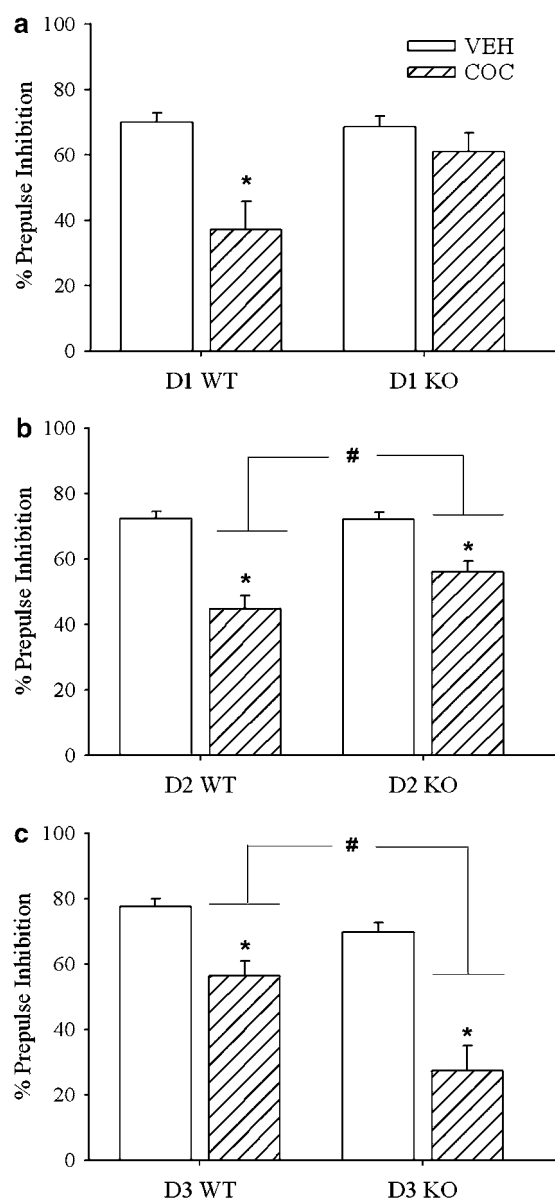 a
100
80
60
40
20
0
% Prepulse Inhibition
VEH
COC
*
D1 WT
D1 KO
b
100
80
60
40
20
0
% Prepulse Inhibition
#
*
*
D2 WT
D2 KO
c
100
80
60
40
20
0
% Prepulse Inhibition
#
*
*
D3 WT
D3 KO